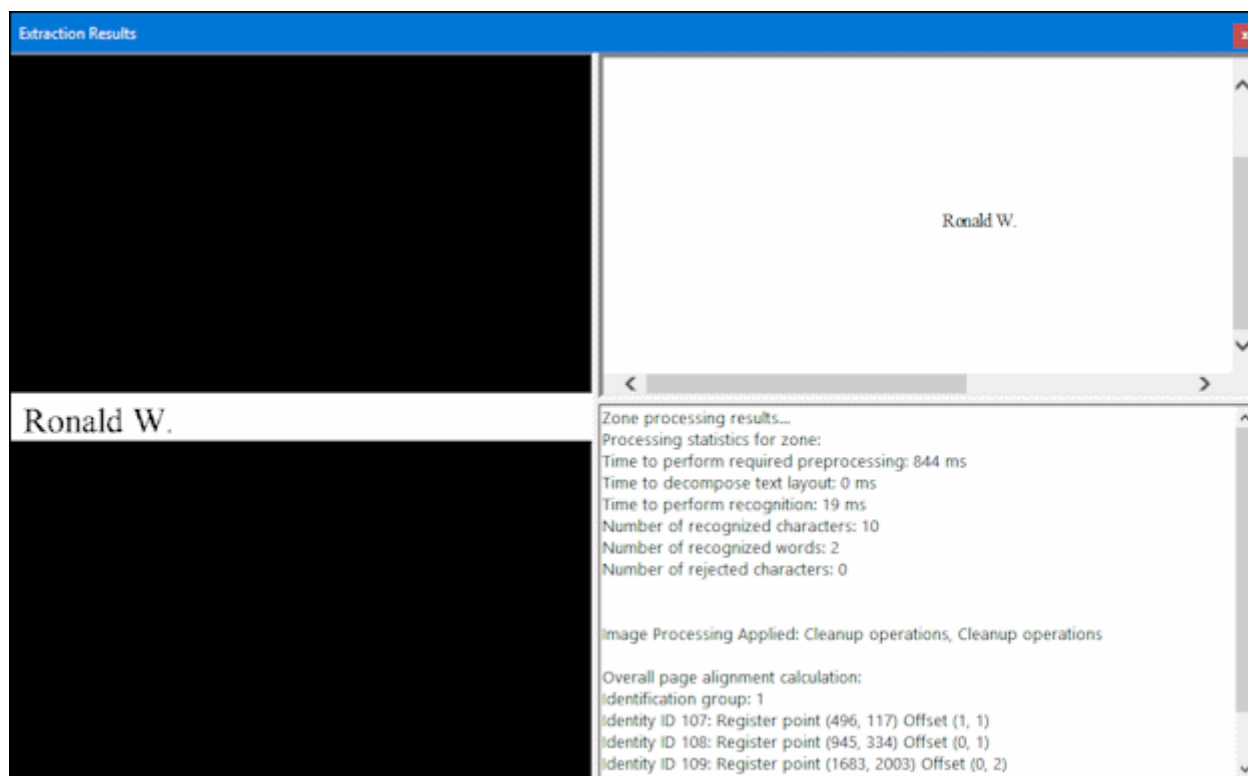 Extraction Results
Ronald W.
Ronald W.
Zone processing results...
Processing statistics for zone:
Time to perform required preprocessing: 844 ms
Time to decompose text layout: 0 ms
Time to perform recognition: 19 ms
Number of recognized characters: 10
Number of recognized words: 2
Number of rejected characters: 0
Image Processing Applied: Cleanup operations, Cleanup operations
Overall page alignment calculation:
Identification group: 1
Identity ID 107: Register point (496, 117) Offset (1, 1)
Identity ID 108: Register point (945, 334) Offset (0, 1)
Identity ID 109: Register point (1683, 2003) Offset (0, 2)